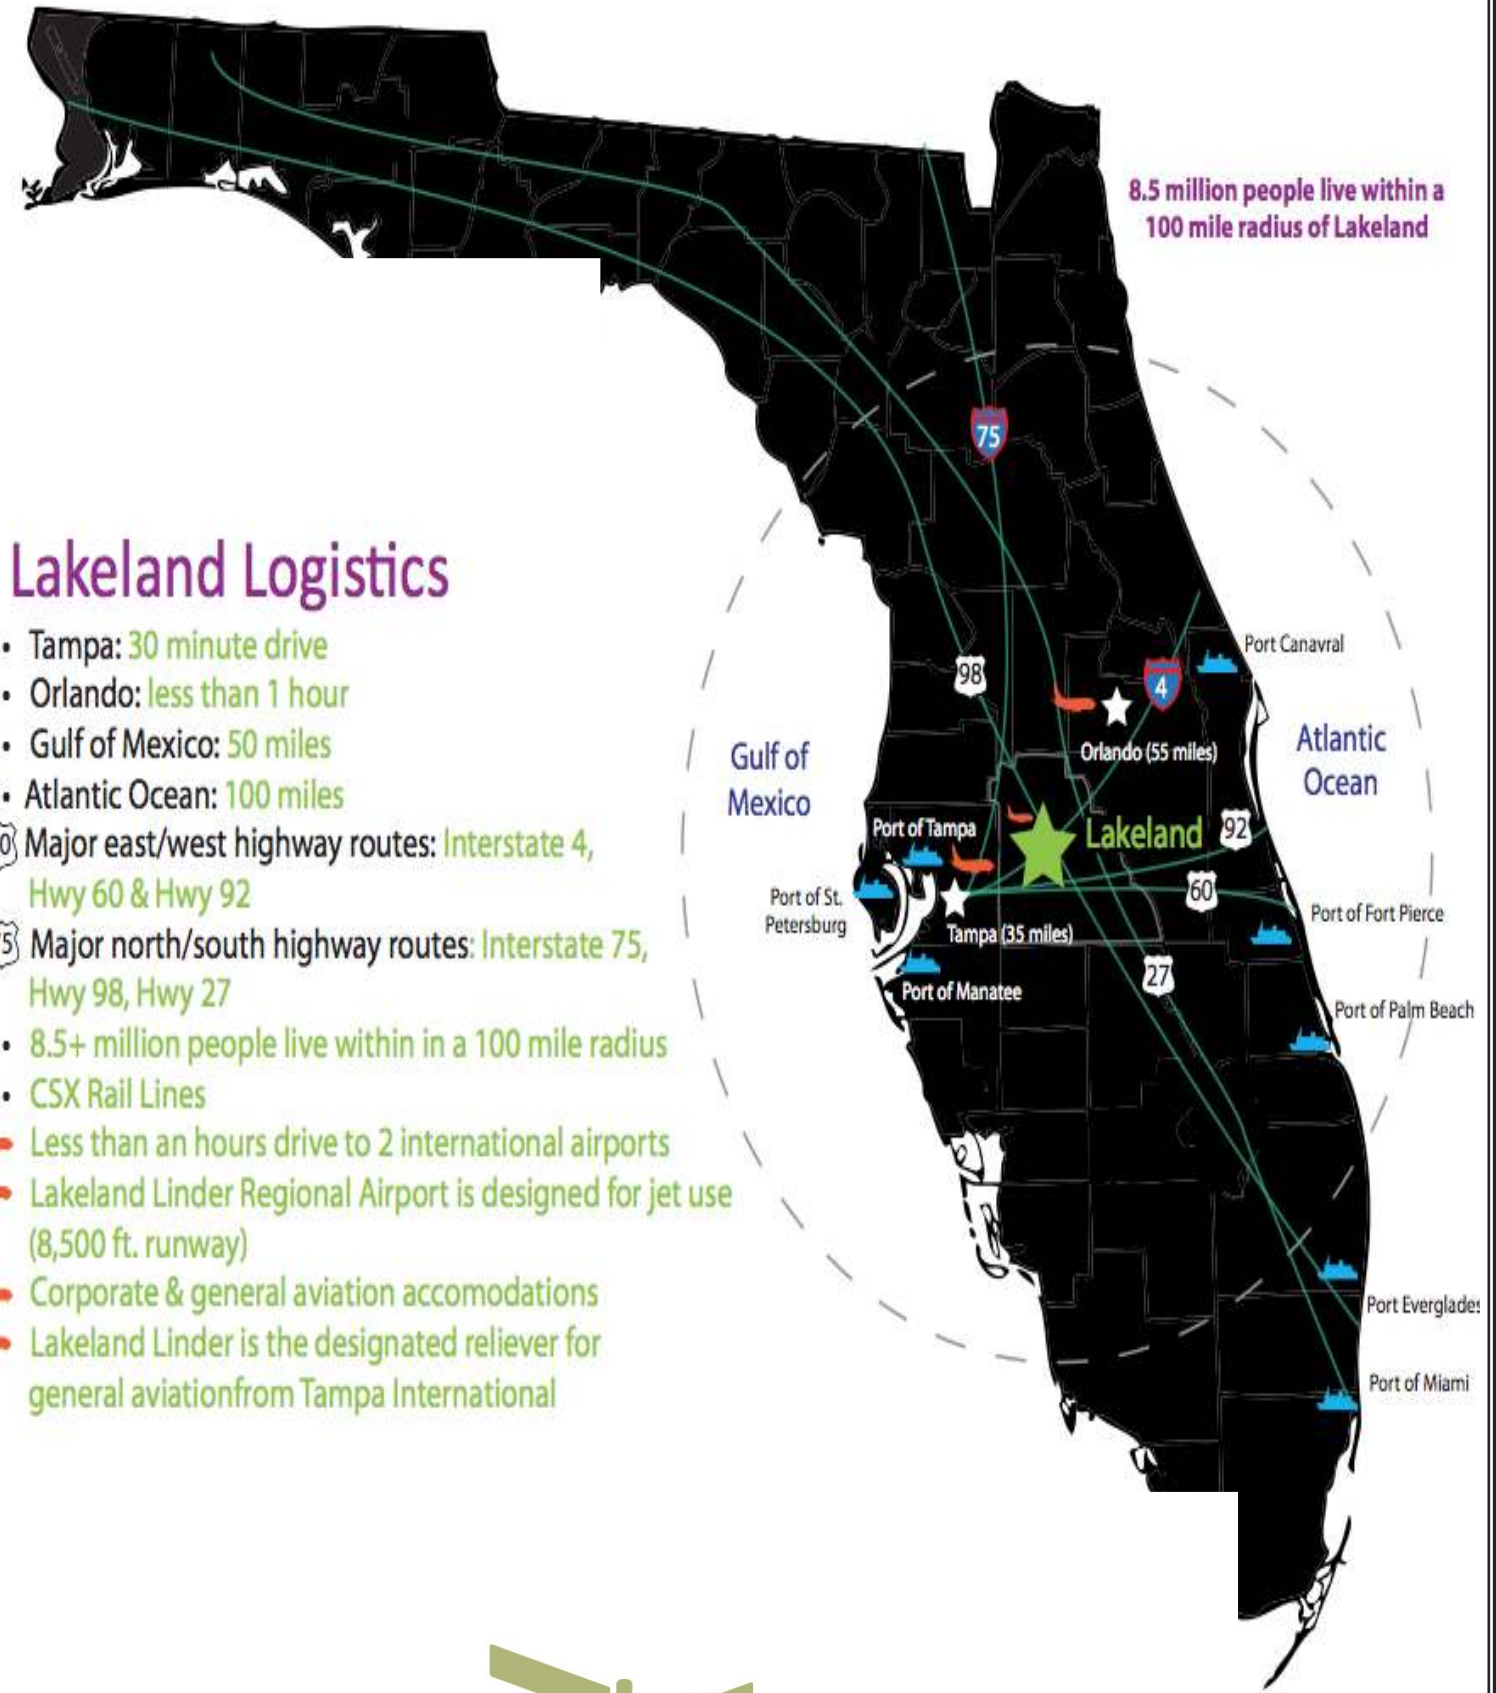 8.5 million people live within a
100 mile radius of Lakeland
75
Lakeland Logistics
• Tampa: 30 minute drive
• Orlando: less than 1 hour
• Gulf of Mexico: 50 miles
• Atlantic Ocean: 100 miles
Major east/west highway routes: Interstate 4,
Hwy 60 & Hwy 92
Major north/south highway routes: Interstate 75,
Hwy 98, Hwy 27
• 8.5+ million people live within in a 100 mile radius
• CSX Rail Lines
Less than an hours drive to 2 international airports
Lakeland Linder Regional Airport is designed for jet use
(8,500 ft. runway)
Corporate & general aviation accomodations
Lakeland Linder is the designated reliever for
general aviationfrom Tampa International
Port Canavral
98
4
Orlando (55 miles)
Gulf of
Mexico
Atlantic
Ocean
Port of Tampa
Lakeland
92
60
Port of St.
Petersburg
Port of Fort Pierce
Tampa (35 miles)
27
Port of Manatee
Port of Palm Beach
Port Everglades
Port of Miami